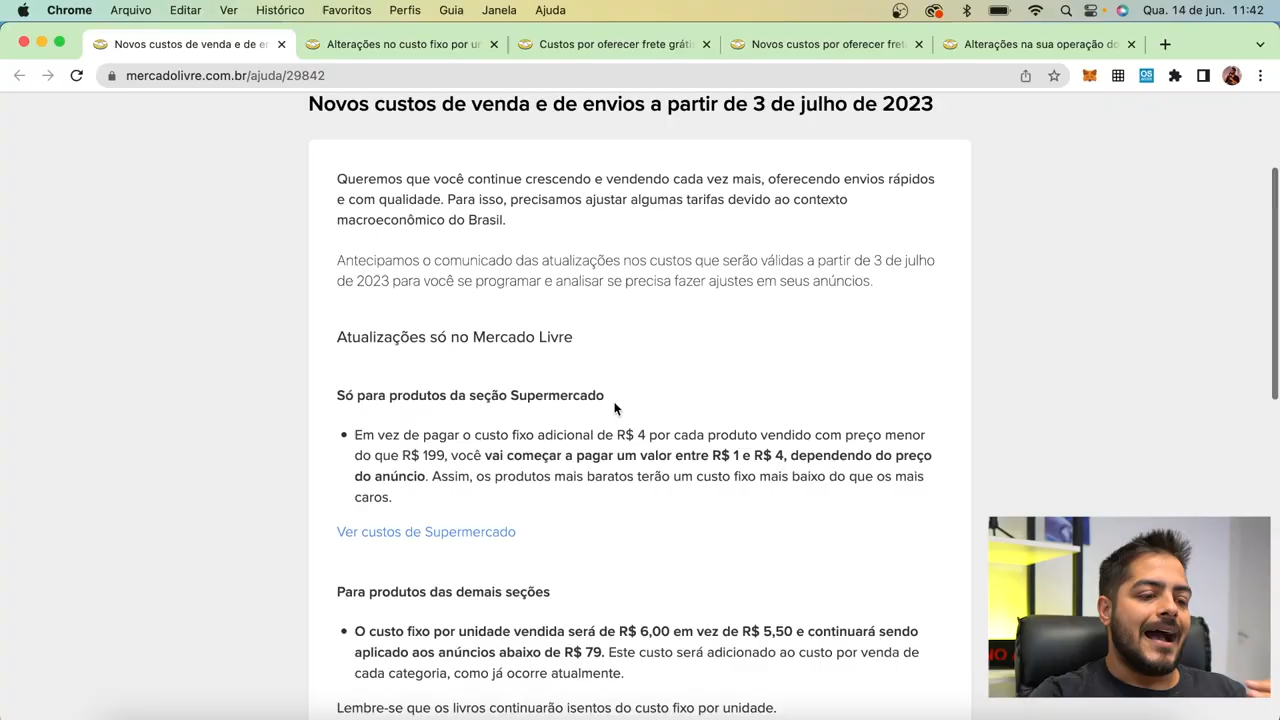 Chrome Arquivo Editar Ver Histórico Favoritos Perfis Guia Janela Ajuda Qua. 14 de jun. 11:42
Novos custos de venda e de er Alterações no custo fixo por u Custos por oferecer frete gráti Novos custos por oferecer fret Alterações na sua operação do
mercadolivre.com.br/ajuda/29842
Novos custos de venda e de envios a partir de 3 de julho de 2023
Queremos que você continue crescendo e vendendo cada vez mais, oferecendo envios rápidos
e com qualidade. Para isso, precisamos ajustar algumas tarifas devido ao contexto
macroeconômico do Brasil.
Antecipamos o comunicado das atualizações nos custos que serão válidas a partir de 3 de julho
de 2023 para você se programar e analisar se precisa fazer ajustes em seus anúncios.
Atualizações só no Mercado Livre
Só para produtos da seção Supermercado
• Em vez de pagar o custo fixo adicional de R$ 4 por cada produto vendido com preço menor
do que R$ 199, você vai começar a pagar um valor entre R$ 1 e R$ 4, dependendo do preço
do anúncio. Assim, os produtos mais baratos terão um custo fixo mais baixo do que os mais
caros.
Ver custos de Supermercado
Para produtos das demais seções
• O custo fixo por unidade vendida será de R$ 6,00 em vez de R$ 5,50 e continuará sendo
aplicado aos anúncios abaixo de R$ 79. Este custo será adicionado ao custo por venda de
cada categoria, como já ocorre atualmente.
Lembre-se que os livros continuarão isentos do custo fixo por unidade.